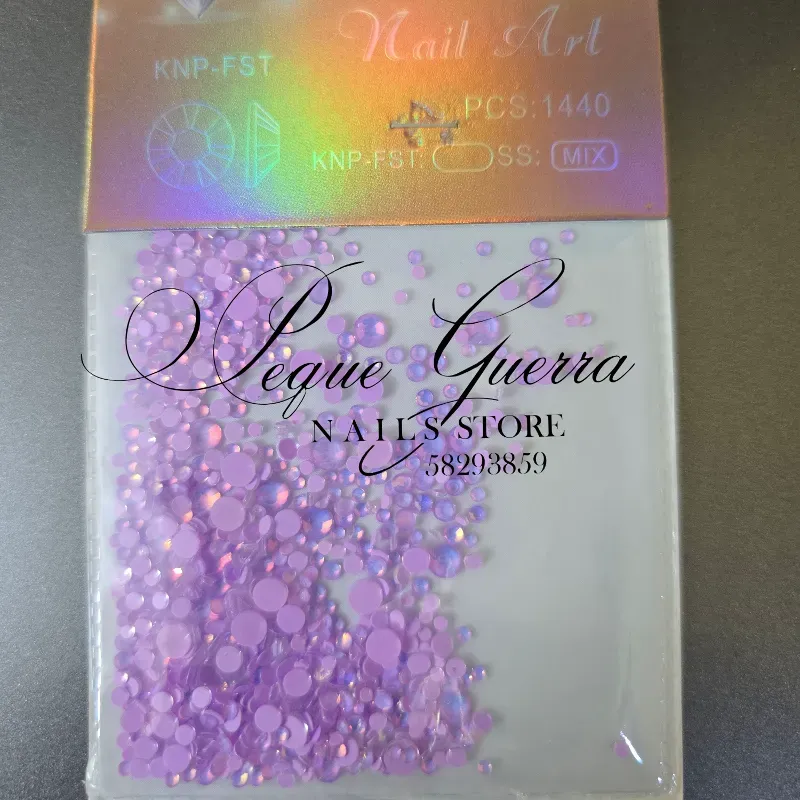 Nail Art
KNP-FST
PCS:1440
KNP-FST: SS: MIX
Peque Guerra
NAILS STORE
58293859